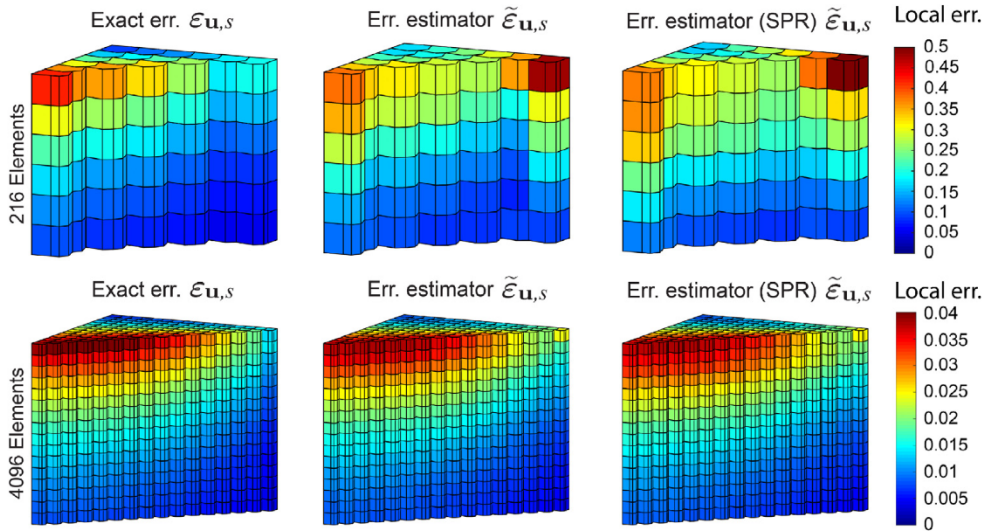 Exact err. εu,s
Err. estimator ε̃u,s
Err. estimator (SPR) ε̃u,s
Local err.
216 Elements
0.5
0.45
0.4
0.35
0.3
0.25
0.2
0.15
0.1
0.05
0
Exact err. εu,s
Err. estimator ε̃u,s
Err. estimator (SPR) ε̃u,s
Local err.
4096 Elements
0.04
0.035
0.03
0.025
0.02
0.015
0.01
0.005
0